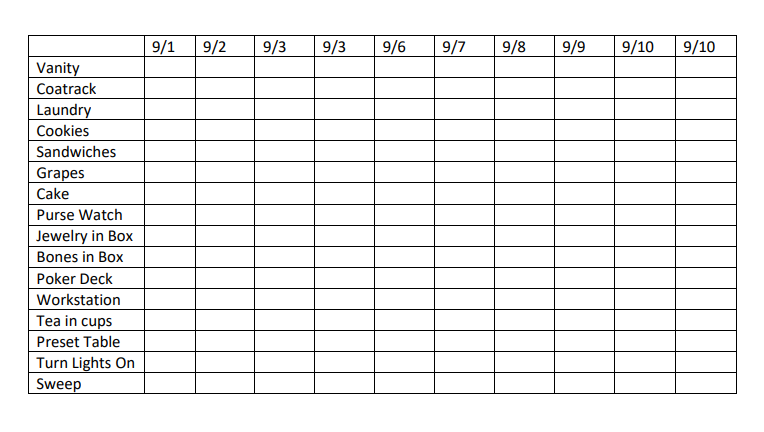 9/1 9/2 9/3 9/3 9/6 9/7 9/8 9/9 9/10 9/10
Vanity
Coatrack
Laundry
Cookies
Sandwiches
Grapes
Cake
Purse Watch
Jewelry in Box
Bones in Box
Poker Deck
Workstation
Tea in cups
Preset Table
Turn Lights On
Sweep